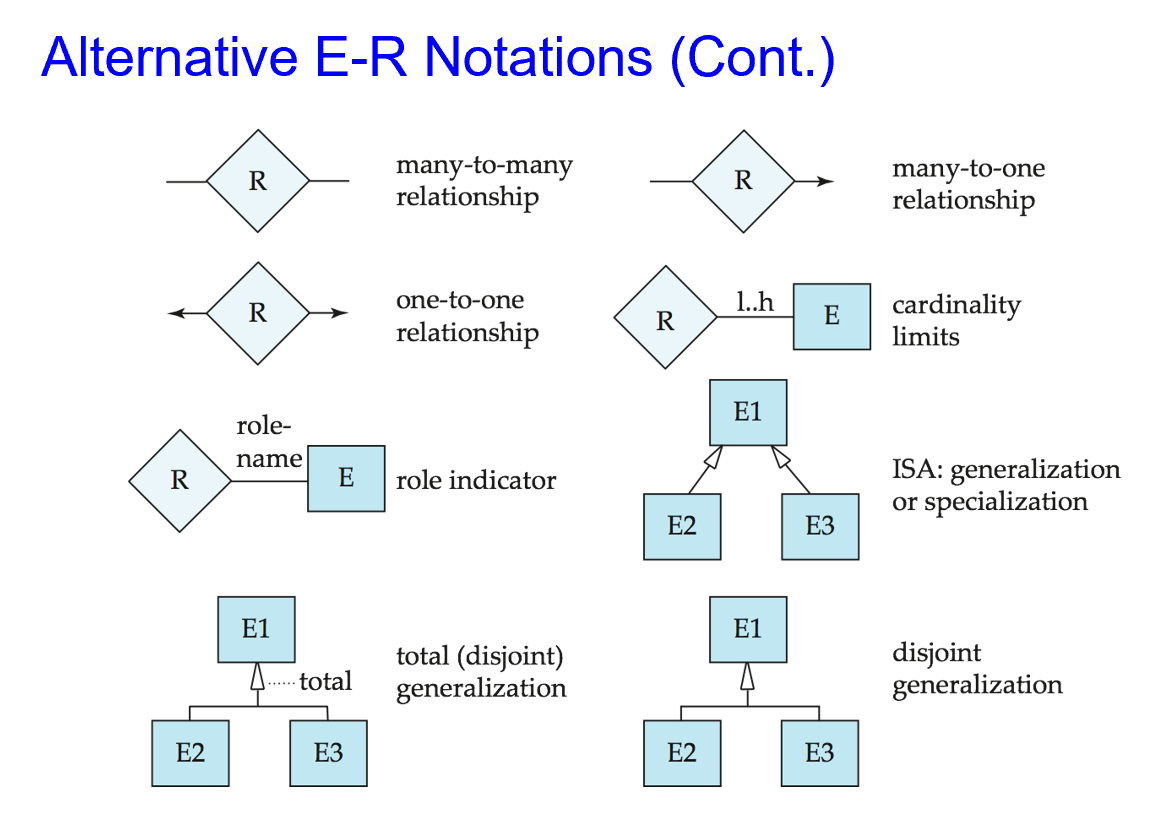 Alternative E-R Notations (Cont.)
R
many-to-many
relationship
R
many-to-one
relationship
R
one-to-one
relationship
R
l..h
E
cardinality
limits
R
role-
name
E
role indicator
E1
E2
E3
ISA: generalization
or specialization
E1
total
E2
E3
total (disjoint)
generalization
E1
E2
E3
disjoint
generalization